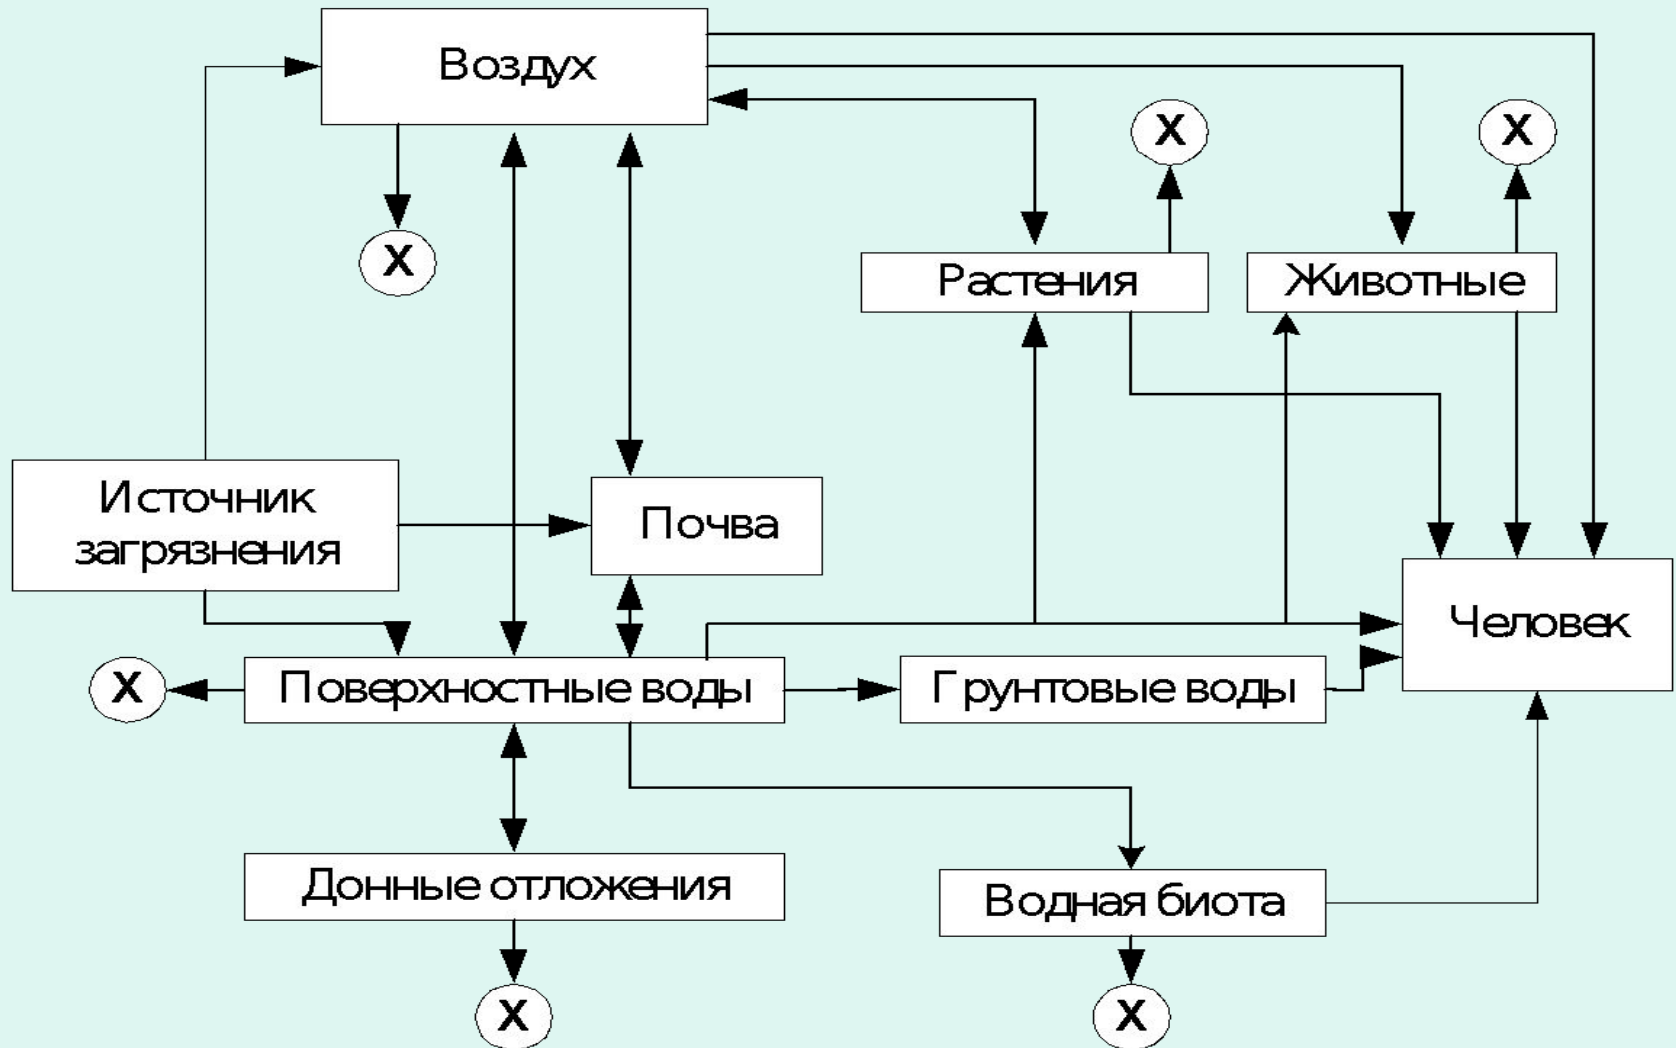 Воздух
X
X
X
Растения
Животные
Источник
загрязнения
Почва
Человек
X
Поверхностные воды
Грунтовые воды
Донные отложения
Водная биота
X
X